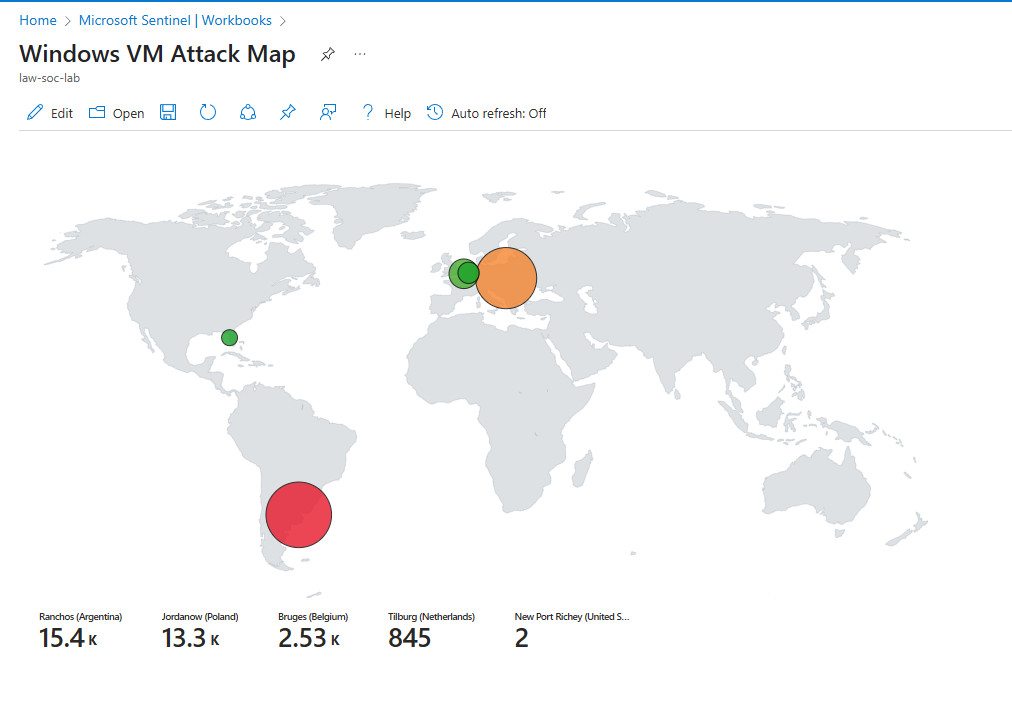 Home > Microsoft Sentinel | Workbooks >
Windows VM Attack Map ...
law-soc-lab
Edit Open Help Auto refresh: Off
Ranchos (Argentina) Jordanow (Poland) Bruges (Belgium) Tilburg (Netherlands) New Port Richey (United S...
15.4 K 13.3 K 2.53 K 845 2